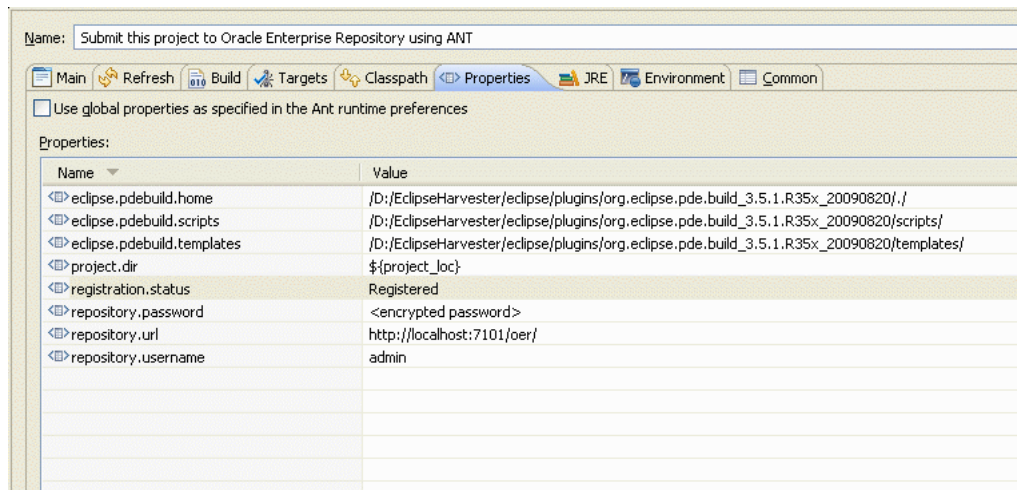 Name: Submit this project to Oracle Enterprise Repository using ANT
Main Refresh Build Targets Classpath Properties JRE Environment Common
Use global properties as specified in the Ant runtime preferences
Properties:
Name Value
eclipse.pdebuild.home /D:/EclipseHarvester/eclipse/plugins/org.eclipse.pde.build_3.5.1.R35x_20090820/./
eclipse.pdebuild.scripts /D:/EclipseHarvester/eclipse/plugins/org.eclipse.pde.build_3.5.1.R35x_20090820/scripts/
eclipse.pdebuild.templates /D:/EclipseHarvester/eclipse/plugins/org.eclipse.pde.build_3.5.1.R35x_20090820/templates/
project.dir ${project_loc}
registration.status Registered
repository.password <encrypted password>
repository.url http://localhost:7101/oer/
repository.username admin